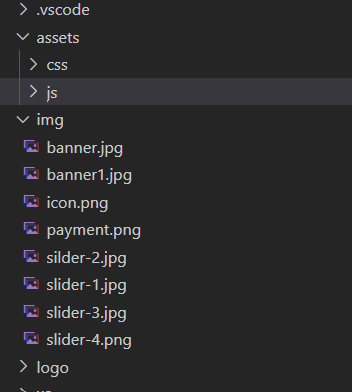 .vscode
assets
css
js
img
banner.jpg
banner1.jpg
icon.png
payment.png
silder-2.jpg
slider-1.jpg
slider-3.jpg
slider-4.png
logo